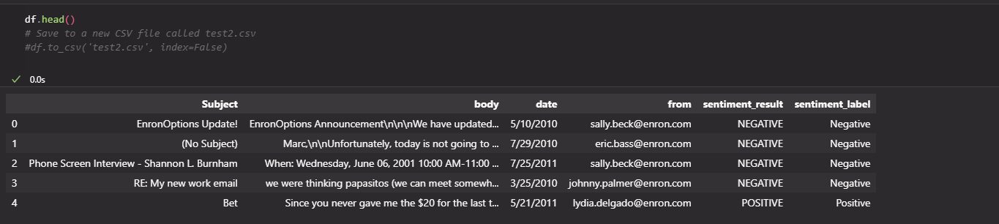 df.head()
# Save to a new CSV file called test2.csv
#df.to_csv('test2.csv', index=False)
0.0s
Subject body date from sentiment_result sentiment_label
0 EnronOptions Update! EnronOptions Announcement\n\n\nWe have updated... 5/10/2010 sally.beck@enron.com NEGATIVE Negative
1 (No Subject) Marc,\n\nUnfortunately, today is not going to ... 7/29/2010 eric.bass@enron.com NEGATIVE Negative
2 Phone Screen Interview - Shannon L. Burnham When: Wednesday, June 06, 2001 10:00 AM-11:00 ... 7/25/2011 sally.beck@enron.com NEGATIVE Negative
3 RE: My new work email we were thinking papasitos (we can meet somewh... 3/25/2010 johnny.palmer@enron.com NEGATIVE Negative
4 Bet Since you never gave me the $20 for the last t... 5/21/2011 lydia.delgado@enron.com POSITIVE Positive